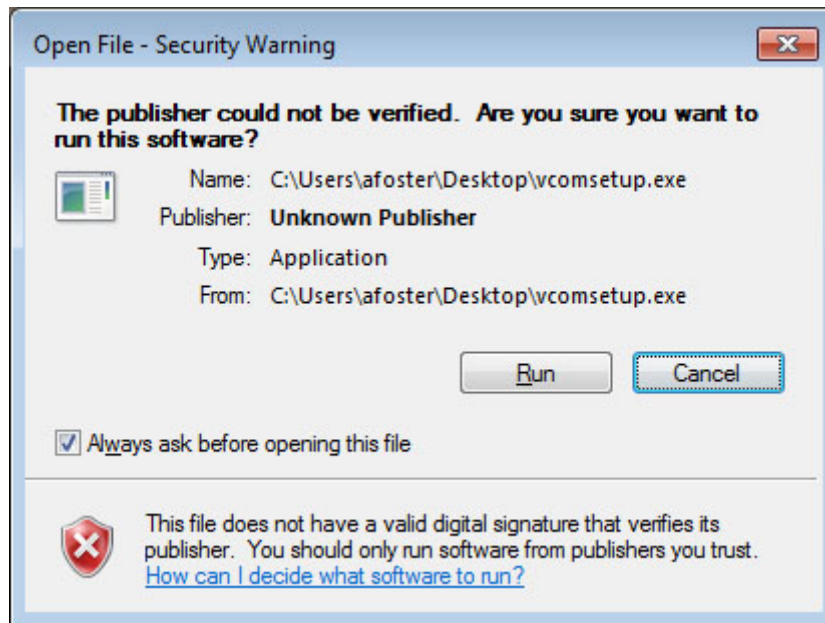 Open File - Security Warning
The publisher could not be verified. Are you sure you want to
run this software?
Name: C:\Users\afoster\Desktop\vcomsetup.exe
Publisher: Unknown Publisher
Type: Application
From: C:\Users\afoster\Desktop\vcomsetup.exe
Run Cancel
Always ask before opening this file
This file does not have a valid digital signature that verifies its
publisher. You should only run software from publishers you trust.
How can I decide what software to run?